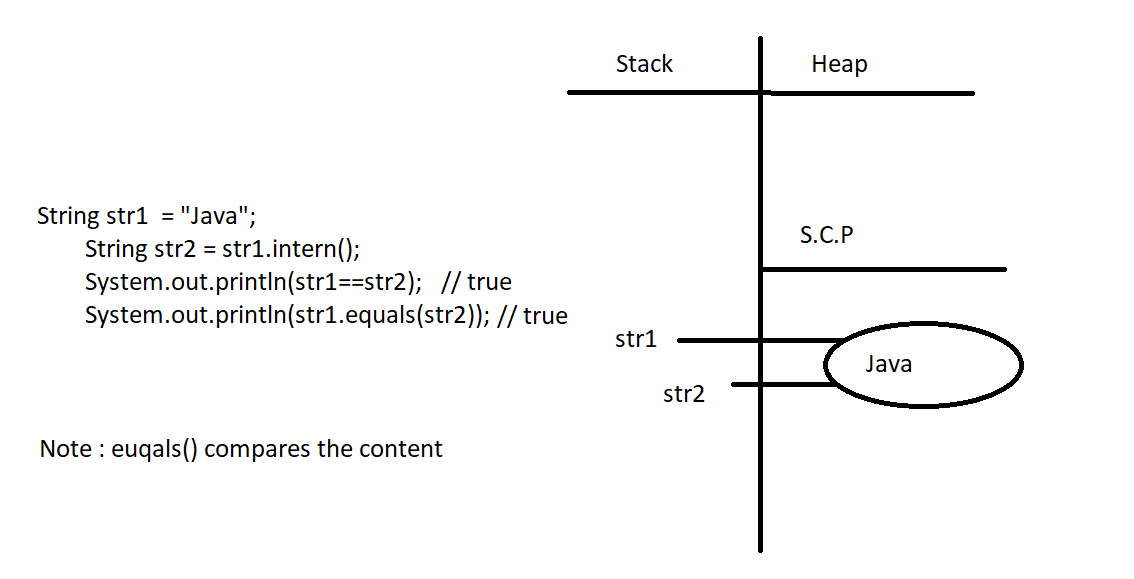 Stack
Heap
String str1  = "Java";
String str2 = str1.intern();
System.out.println(str1==str2);   // true
System.out.println(str1.equals(str2)); // true
S.C.P
str1
Java
str2
Note : euqals() compares the content